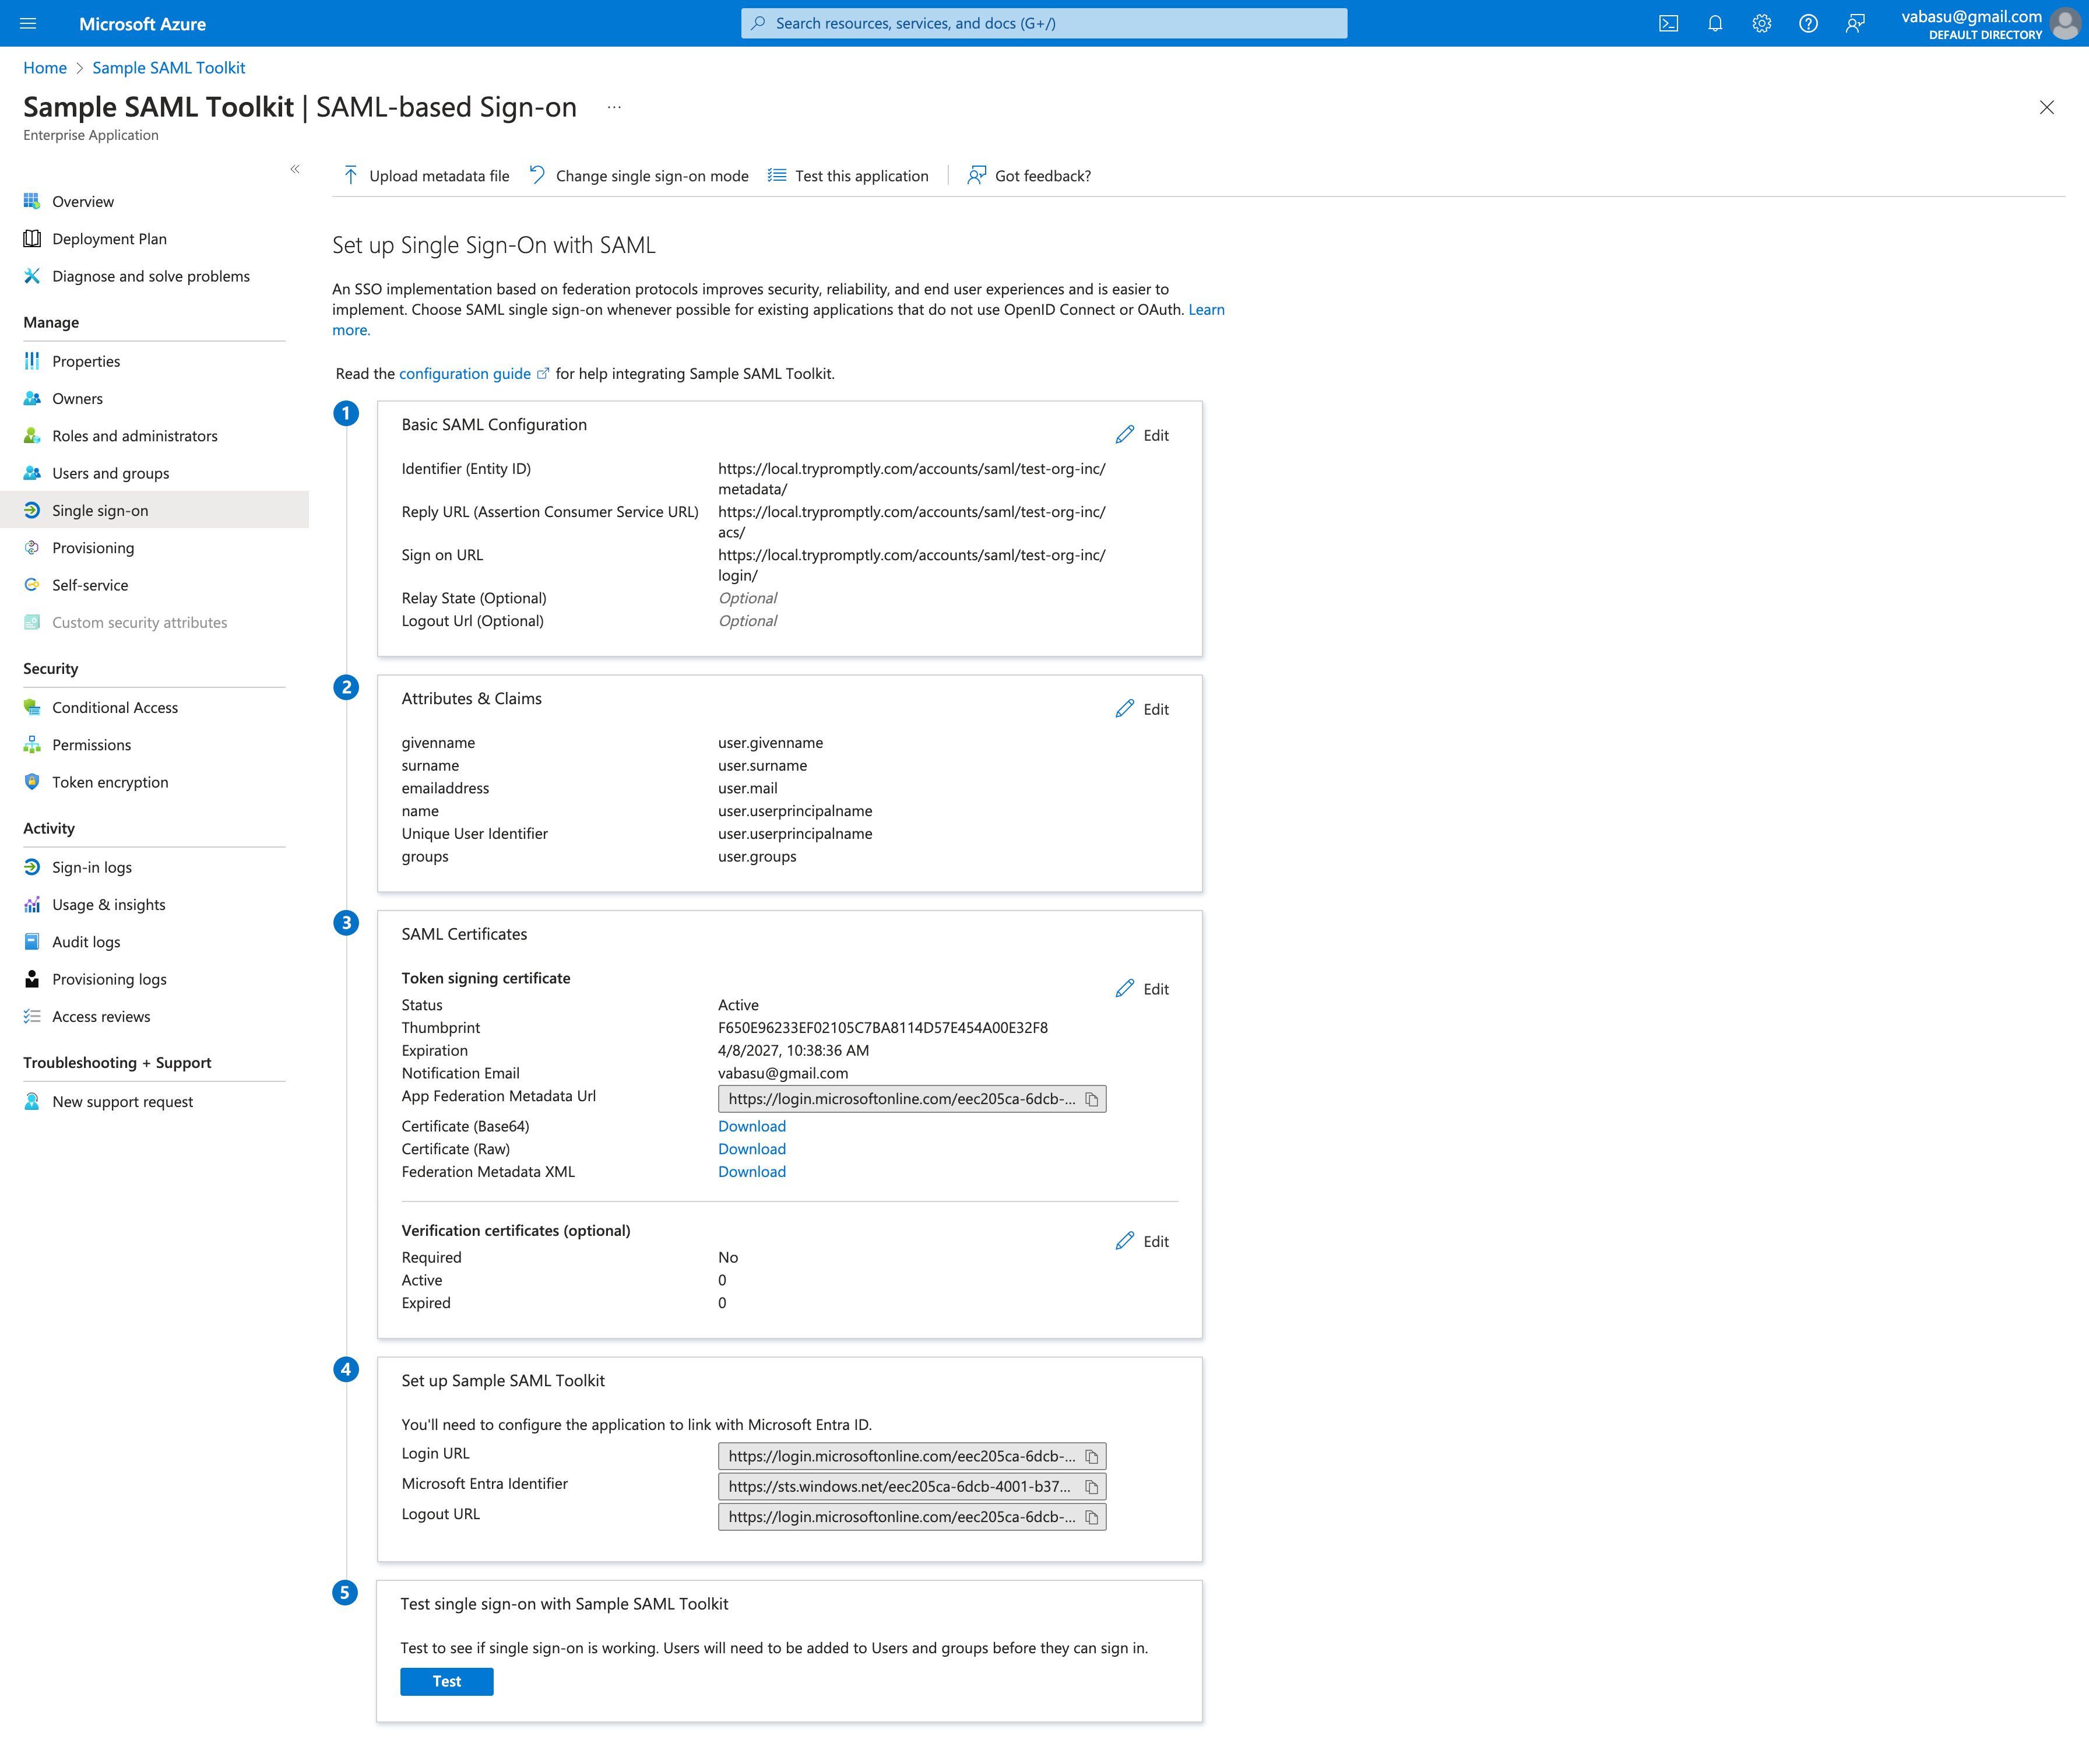 Microsoft Azure
Search resources, services, and docs (G+/)
vabasu@gmail.com
DEFAULT DIRECTORY
Home > Sample SAML Toolkit
Sample SAML Toolkit | SAML-based Sign-on ...
Enterprise Application
Overview
Deployment Plan
Diagnose and solve problems
Manage
Properties
Owners
Roles and administrators
Users and groups
Single sign-on
Provisioning
Self-service
Custom security attributes
Security
Conditional Access
Permissions
Token encryption
Activity
Sign-in logs
Usage & insights
Audit logs
Provisioning logs
Access reviews
Troubleshooting + Support
New support request
Upload metadata file Change single sign-on mode Test this application Got feedback?
Set up Single Sign-On with SAML
An SSO implementation based on federation protocols improves security, reliability, and end user experiences and is easier to
implement. Choose SAML single sign-on whenever possible for existing applications that do not use OpenID Connect or OAuth. Learn
more.
Read the configuration guide for help integrating Sample SAML Toolkit.
1
Basic SAML Configuration
Edit
Identifier (Entity ID) https://local.trypromptly.com/accounts/saml/test-org-inc/
metadata/
Reply URL (Assertion Consumer Service URL) https://local.trypromptly.com/accounts/saml/test-org-inc/
acs/
Sign on URL https://local.trypromptly.com/accounts/saml/test-org-inc/
login/
Relay State (Optional) Optional
Logout Url (Optional) Optional
2
Attributes & Claims
Edit
givenname user.givenname
surname user.surname
emailaddress user.mail
name user.userprincipalname
Unique User Identifier user.userprincipalname
groups user.groups
3
SAML Certificates
Token signing certificate
Edit
Status Active
Thumbprint F650E96233EF02105C7BA8114D57E454A00E32F8
Expiration 4/8/2027, 10:38:36 AM
Notification Email vabasu@gmail.com
App Federation Metadata Url https://login.microsoftonline.com/eec205ca-6dcb-...
Certificate (Base64) Download
Certificate (Raw) Download
Federation Metadata XML Download
Verification certificates (optional)
Edit
Required No
Active 0
Expired 0
4
Set up Sample SAML Toolkit
You'll need to configure the application to link with Microsoft Entra ID.
Login URL https://login.microsoftonline.com/eec205ca-6dcb-...
Microsoft Entra Identifier https://sts.windows.net/eec205ca-6dcb-4001-b37...
Logout URL https://login.microsoftonline.com/eec205ca-6dcb-...
5
Test single sign-on with Sample SAML Toolkit
Test to see if single sign-on is working. Users will need to be added to Users and groups before they can sign in.
Test